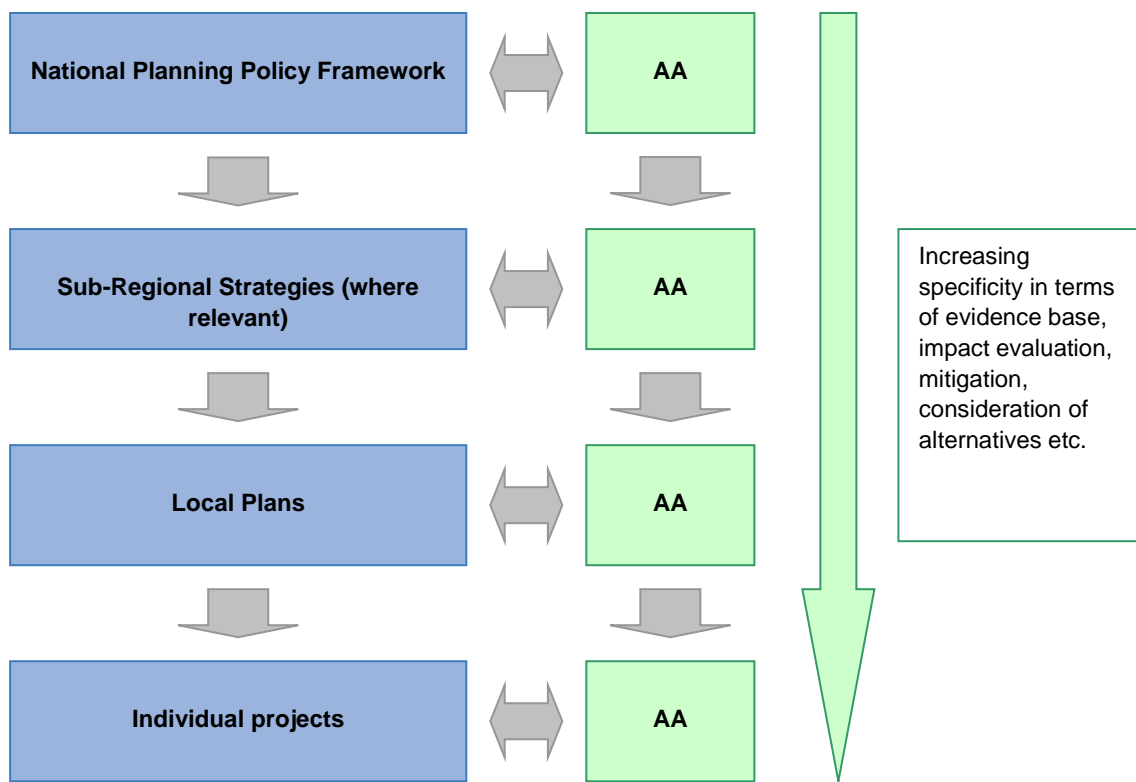 National Planning Policy Framework
AA
Sub-Regional Strategies (where
relevant)
AA
Increasing
specificity in terms
of evidence base,
impact evaluation,
mitigation,
consideration of
alternatives etc.
Local Plans
AA
Individual projects
AA